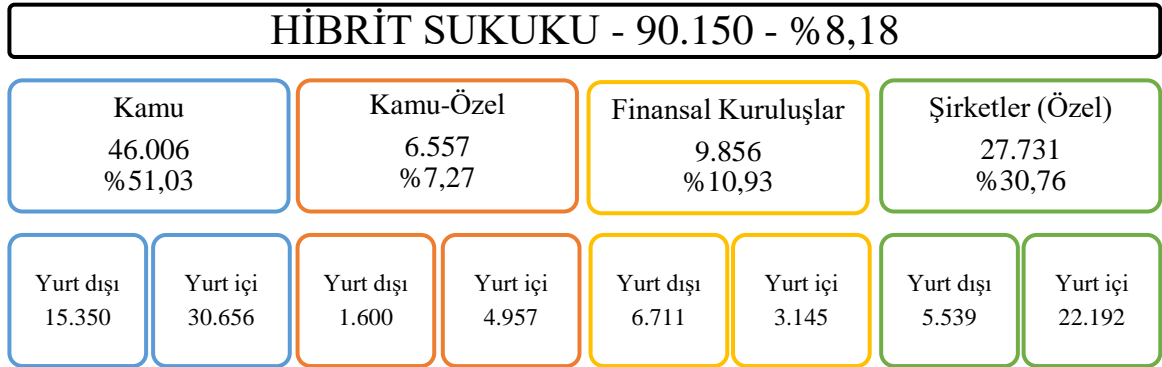 HİBRİT SUKUKU - 90.150 - %8,18
Kamu
46.006
%51,03
Kamu-Özel
6.557
%7,27
Finansal Kuruluşlar
9.856
%10,93
Şirketler (Özel)
27.731
%30,76
Yurt dışı
15.350
Yurt içi
30.656
Yurt dışı
1.600
Yurt içi
4.957
Yurt dışı
6.711
Yurt içi
3.145
Yurt dışı
5.539
Yurt içi
22.192